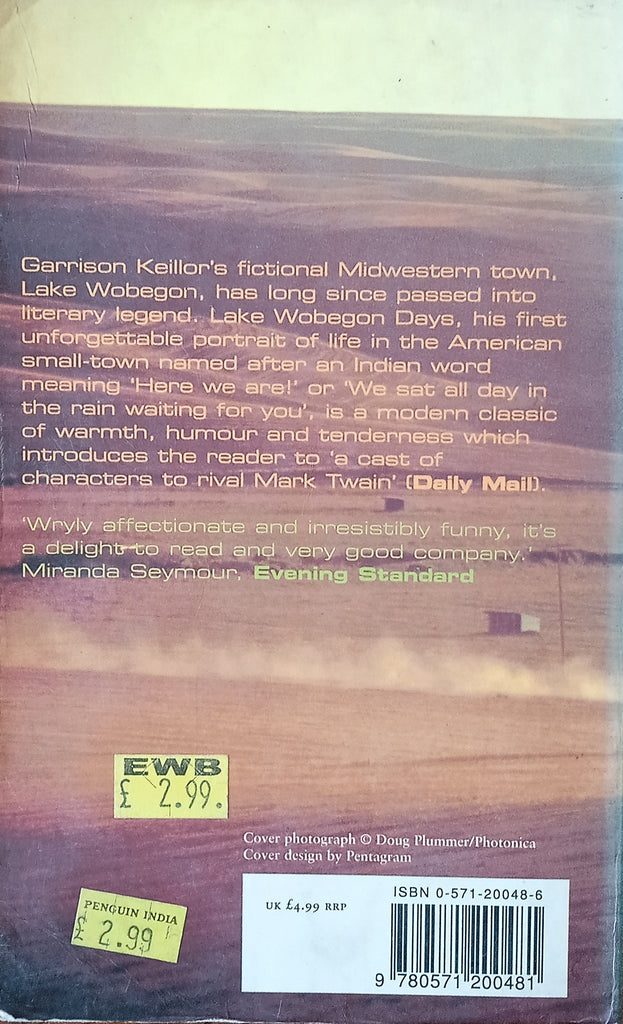 Garrison Keillor's fictional Midwestern town,
Lake Wobegon, has long since passed into
literary legend. Lake Wobegon Days, his first
unforgettable portrait of life in the American
small-town named after an Indian word
meaning 'Here we are!' or 'We sat all day in
the rain waiting for you', is a modern classic
of warmth, humour and tenderness which
introduces the reader to 'a cast of
characters to rival Mark Twain' (Daily Mail).
'Wryly affectionate and irresistibly funny, it's
a delight to read and very good company.'
Miranda Seymour, Evening Standard
EWB
£ 2.99.
Cover photograph © Doug Plummer/Photonica
Cover design by Pentagram
PENGUIN INDIA
£ 2.99
UK £4.99 RRP
ISBN 0-571-20048-6
9 780571 200481